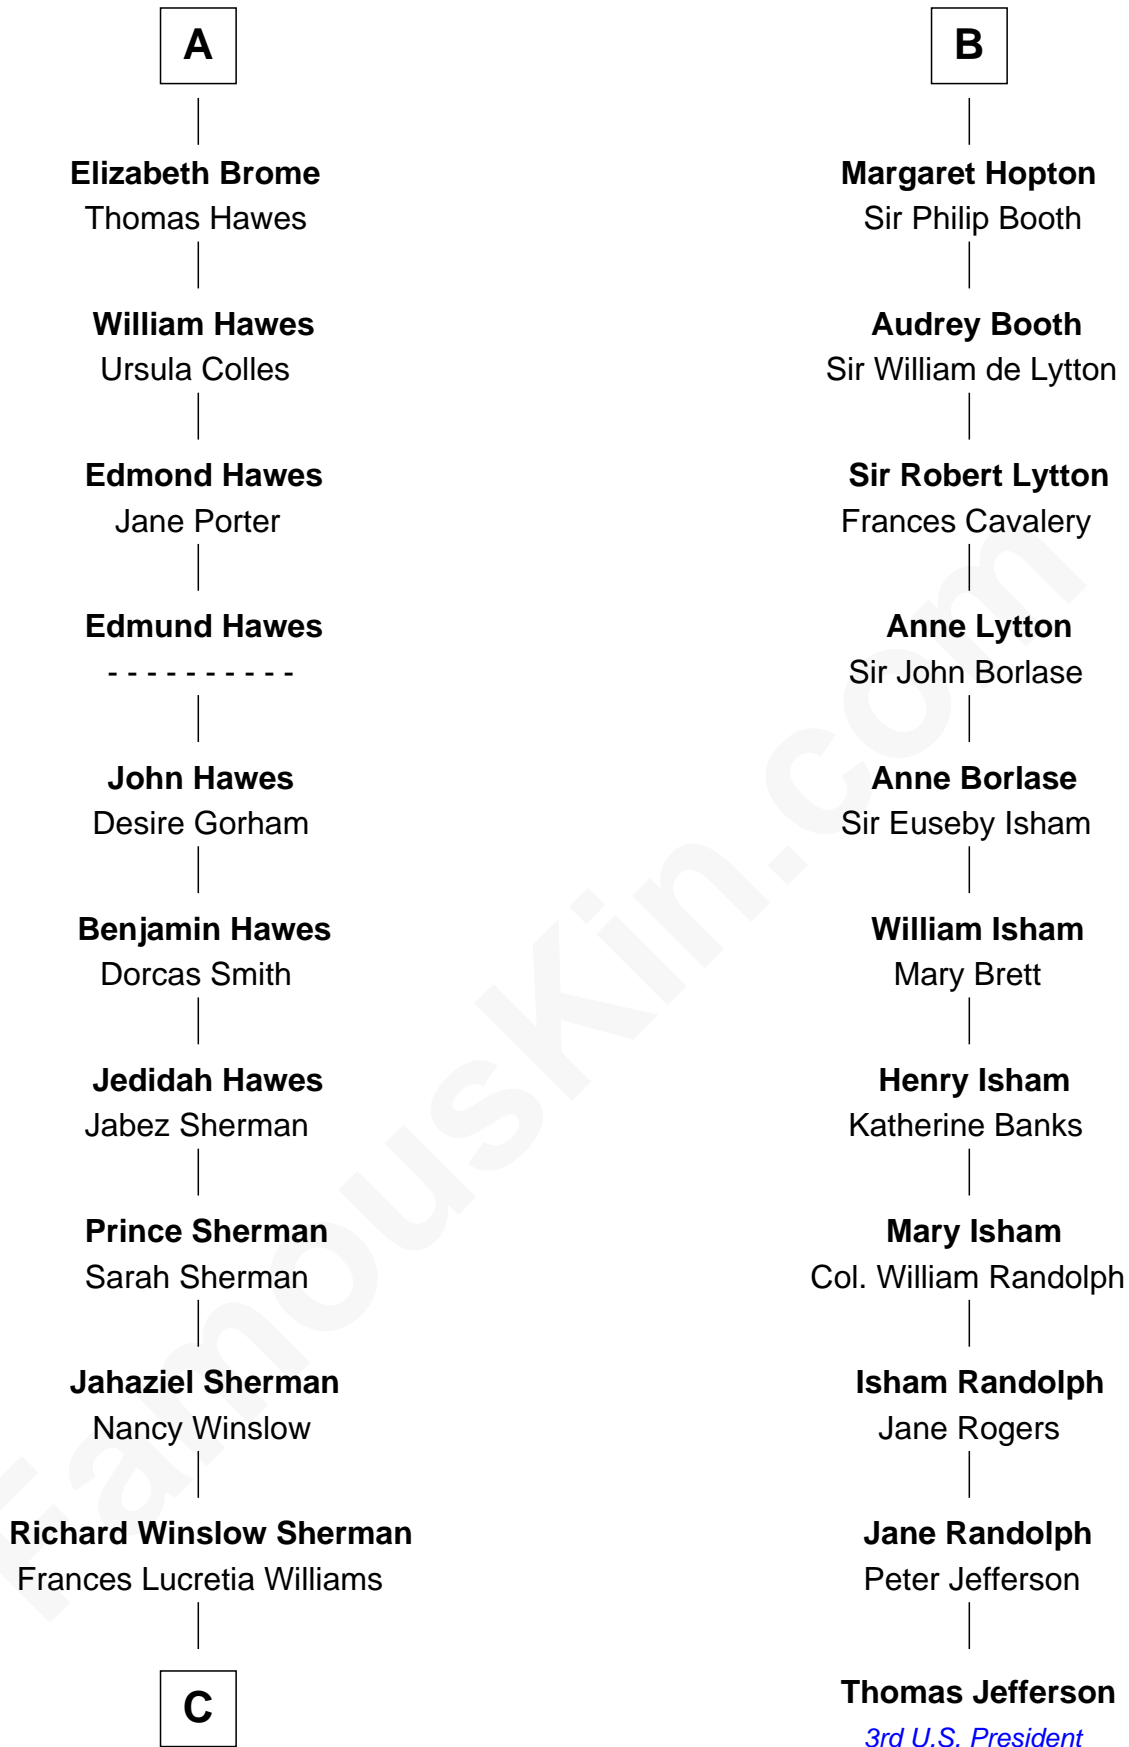 A
Elizabeth Brome
Thomas Hawes
William Hawes
Ursula Colles
Edmond Hawes
Jane Porter
Edmund Hawes
- - - - - - - - - -
John Hawes
Desire Gorham
Benjamin Hawes
Dorcas Smith
Jedidah Hawes
Jabez Sherman
Prince Sherman
Sarah Sherman
Jahaziel Sherman
Nancy Winslow
Richard Winslow Sherman
Frances Lucretia Williams
C
B
Margaret Hopton
Sir Philip Booth
Audrey Booth
Sir William de Lytton
Sir Robert Lytton
Frances Cavalery
Anne Lytton
Sir John Borlase
Anne Borlase
Sir Euseby Isham
William Isham
Mary Brett
Henry Isham
Katherine Banks
Mary Isham
Col. William Randolph
Isham Randolph
Jane Rogers
Jane Randolph
Peter Jefferson
Thomas Jefferson
3rd U.S. President
FamousKin.com